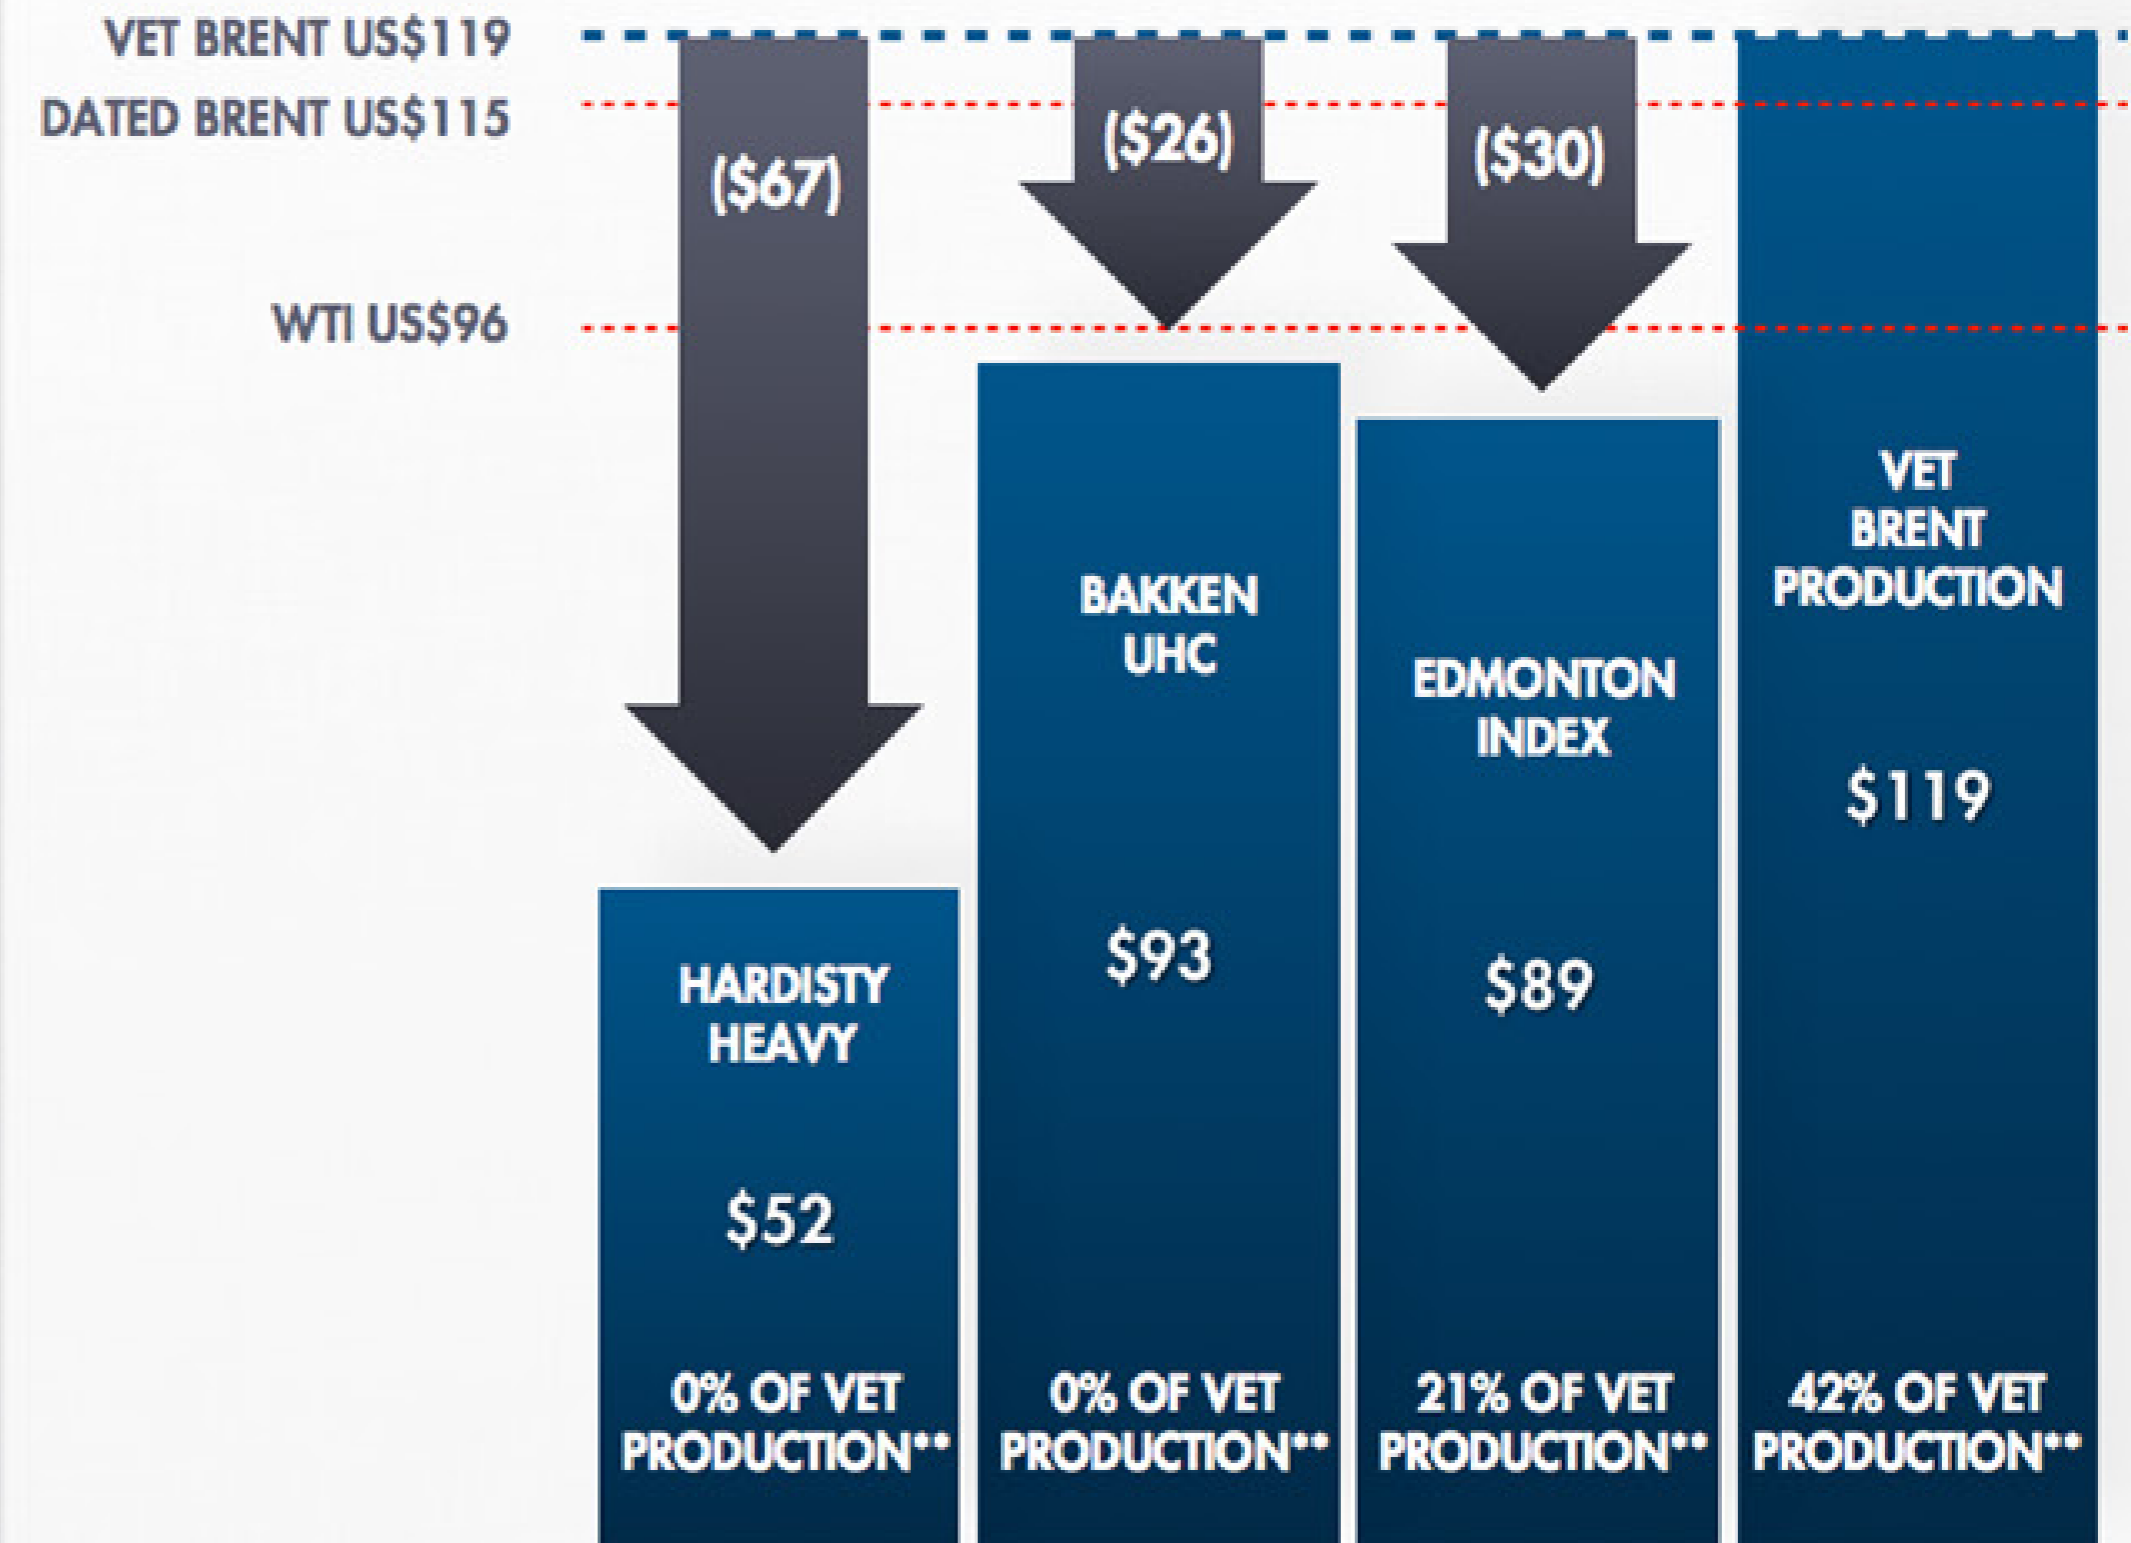 VET BRENT US$119
DATED BRENT US$115
WTI US$96
($67)
($26)
($30)
HARDISTY
HEAVY
$52
0% OF VET
PRODUCTION**
BAKKEN
UHC
$93
0% OF VET
PRODUCTION**
EDMONTON
INDEX
$89
21% OF VET
PRODUCTION**
VET
BRENT
PRODUCTION
$119
42% OF VET
PRODUCTION**